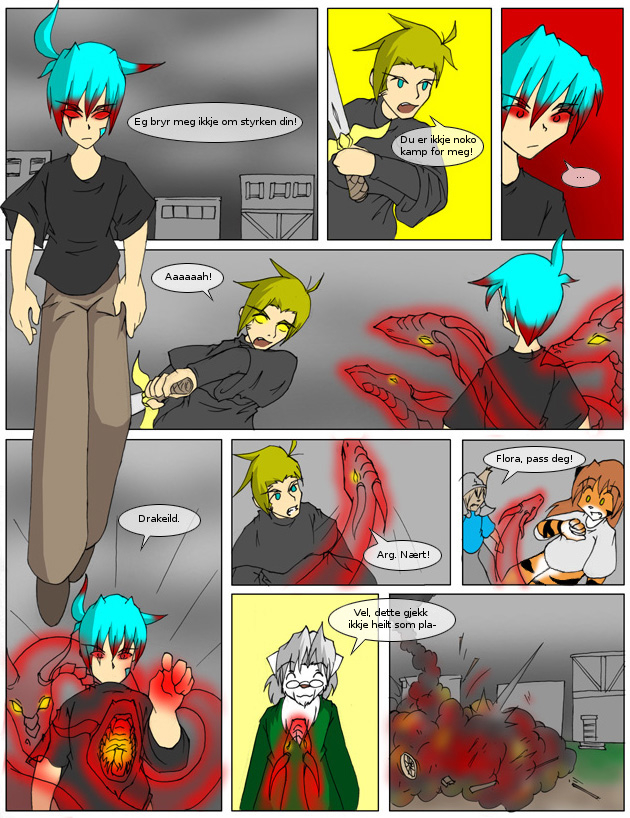 Eg bryr meg ikkje om styrken din!
Du er ikkje noko
kamp for meg!
...
Aaaaaah!
Drakeild.
Arg. Nært!
Flora, pass deg!
Vel, dette gjekk
ikkje heilt som pla-